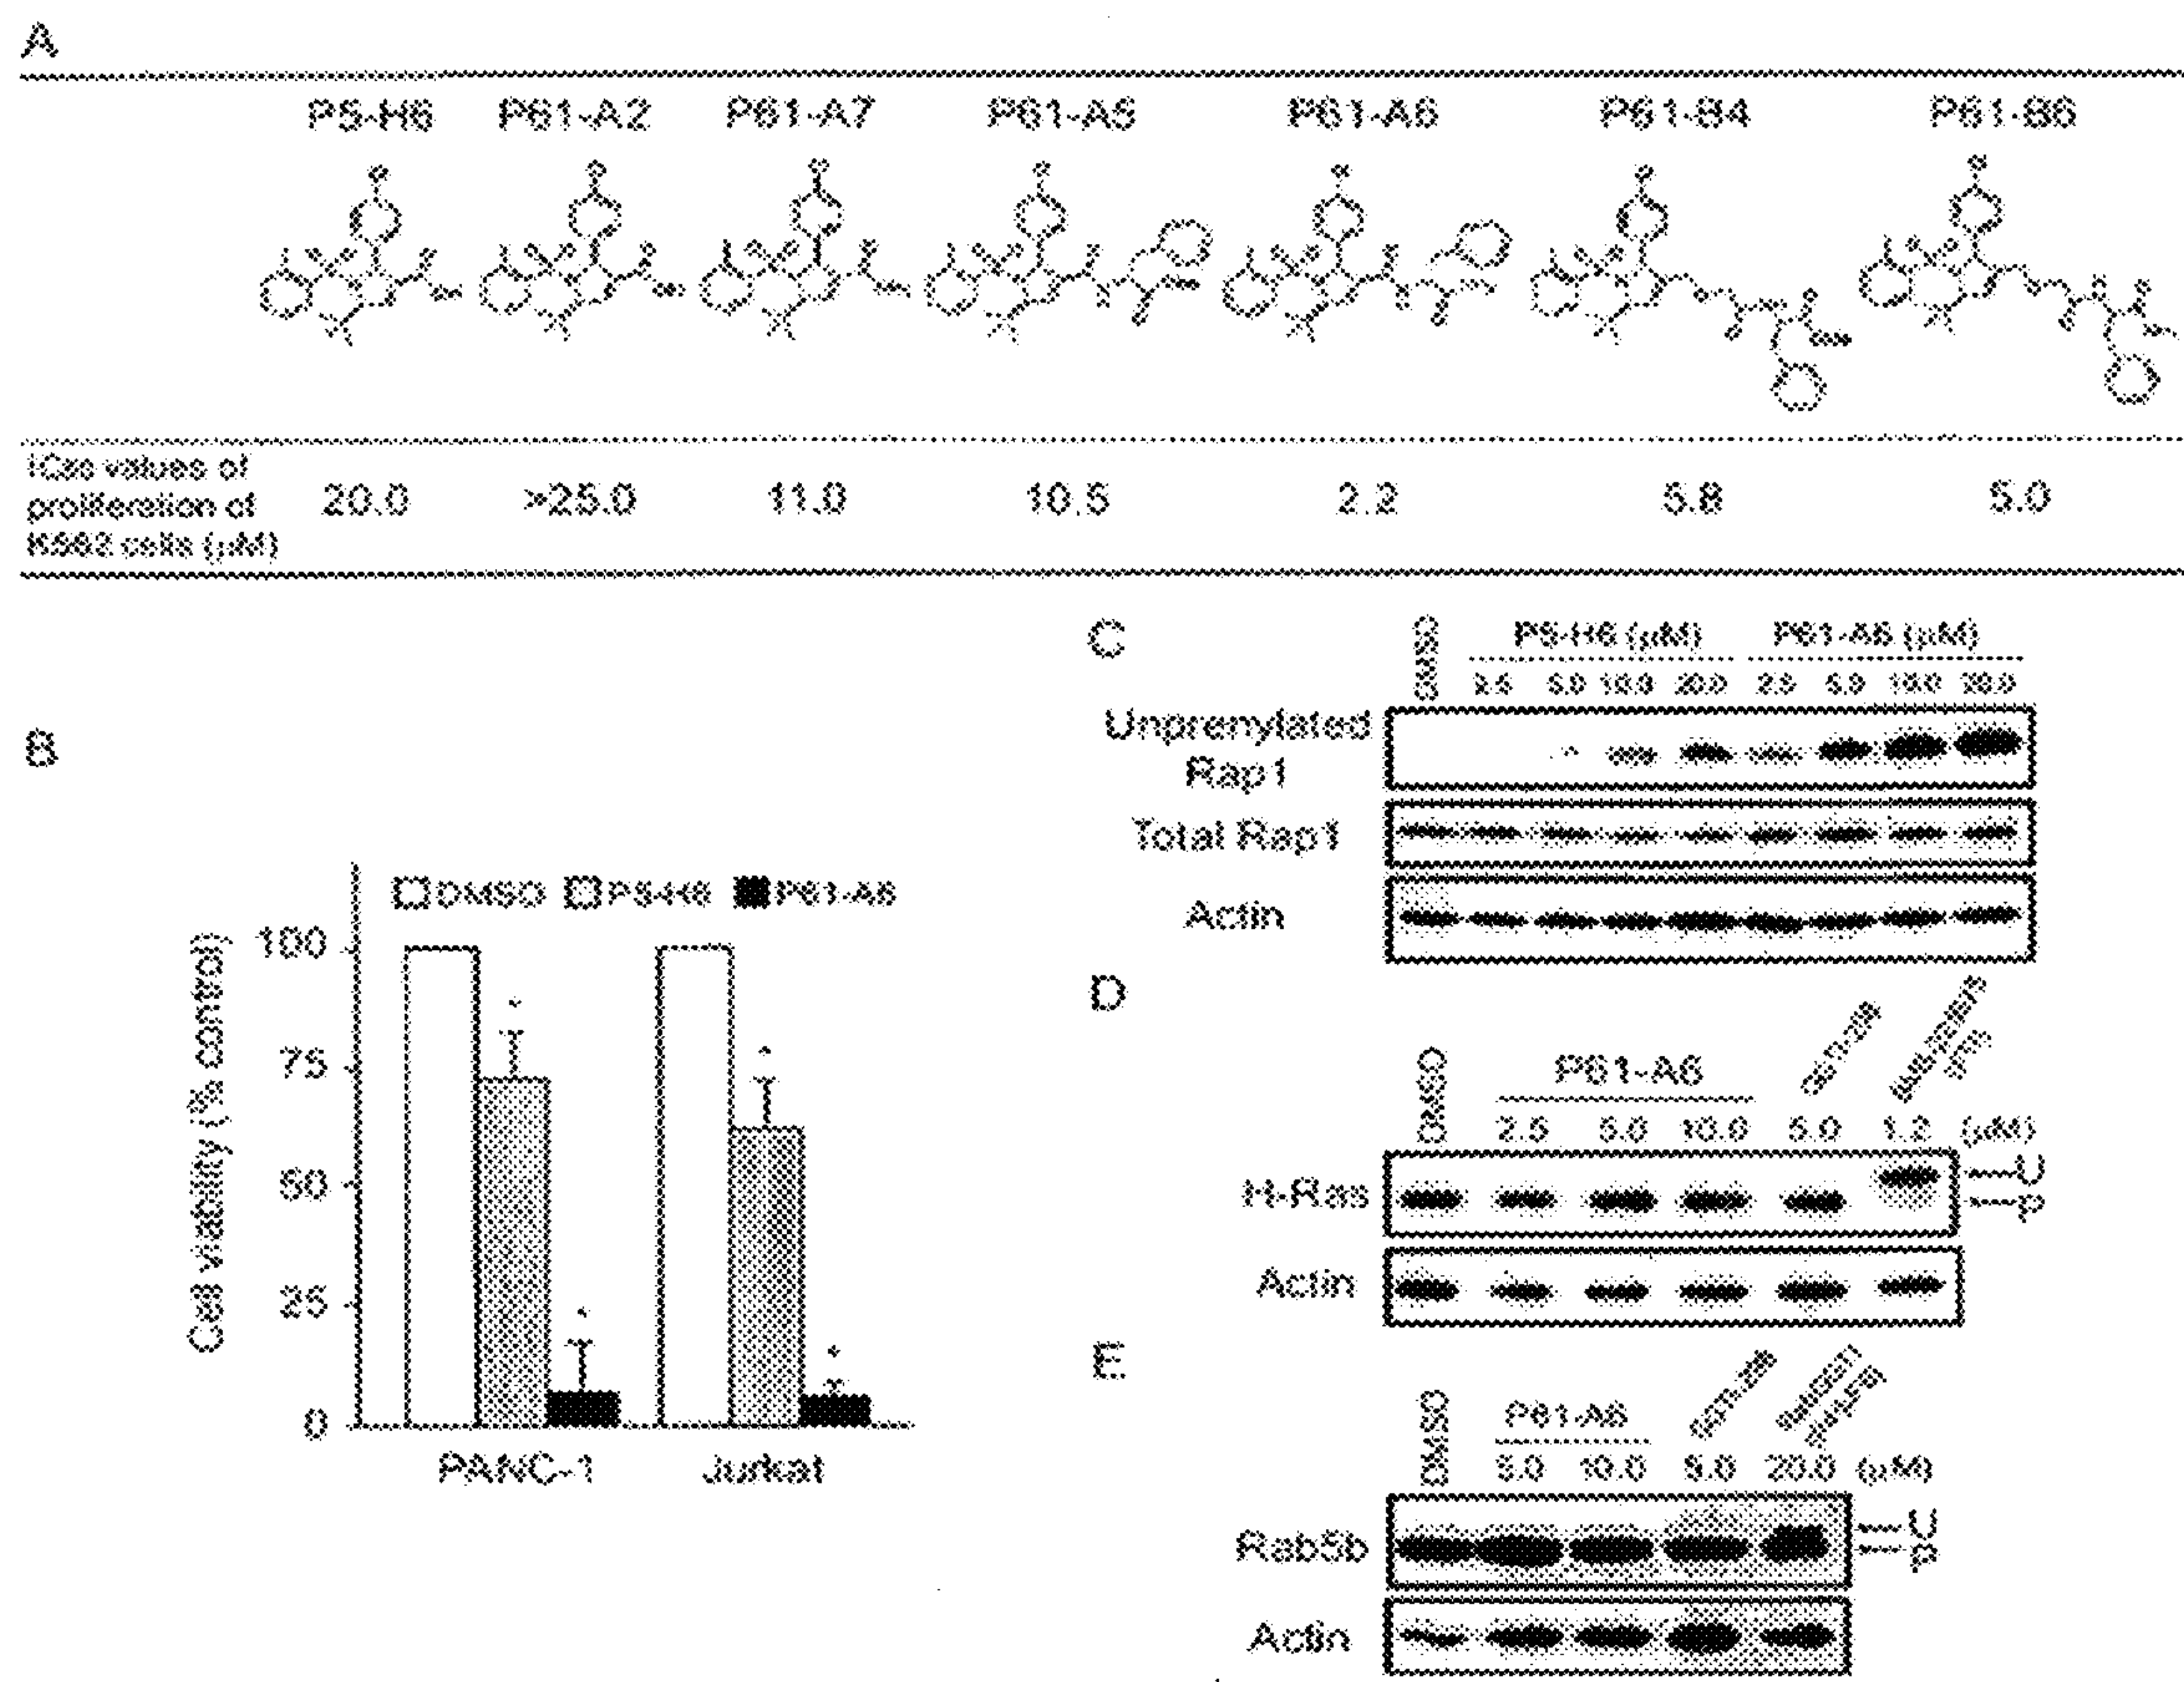 A
P5-H6 P61-A2 P61-A7 P61-A5 P61-A6 P61-B4 P61-B6
IC₅₀ values of
proliferation of
K562 cells (µM)
20.0 >25.0 11.0 10.5 2.2 5.8 5.0
B
DMSO P5-H6 P61-A6
Cell viability (% control)
100
75
50
25
0
PANC-1 Jurkat
C
DMSO P5-H6 (µM) P61-A6 (µM)
2.5 5.0 10.0 20.0 2.5 5.0 10.0 20.0
Unprenylated
Rap1
Total Rap1
Actin
D
DMSO P61-A6
2.5 5.0 10.0 5.0 1.2 (µM)
H-Ras
U
P
Actin
E
DMSO P61-A6
5.0 10.0 5.0 20.0 (µM)
Rab5b
U
P
Actin